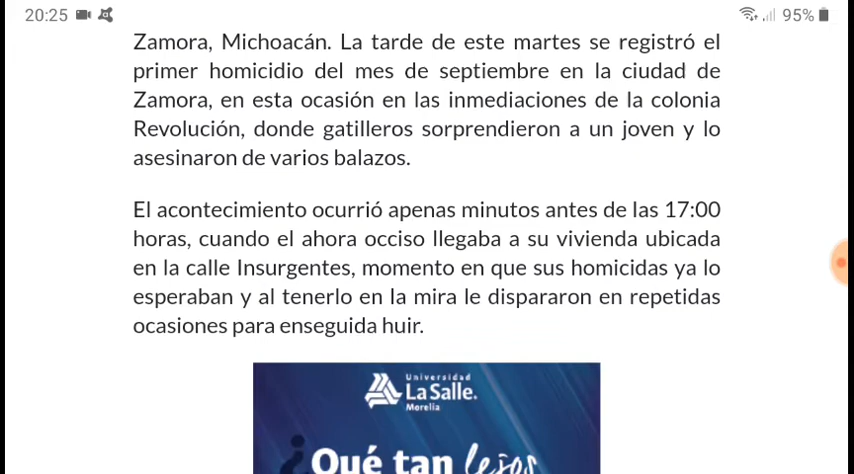 20:25
95%
Zamora, Michoacán. La tarde de este martes se registró el
primer homicidio del mes de septiembre en la ciudad de
Zamora, en esta ocasión en las inmediaciones de la colonia
Revolución, donde gatilleros sorprendieron a un joven y lo
asesinaron de varios balazos.
El acontecimiento ocurrió apenas minutos antes de las 17:00
horas, cuando el ahora occiso llegaba a su vivienda ubicada
en la calle Insurgentes, momento en que sus homicidas ya lo
esperaban y al tenerlo en la mira le dispararon en repetidas
ocasiones para enseguida huir.
Universidad
La Salle.
Morelia
¿Qué tan lejos